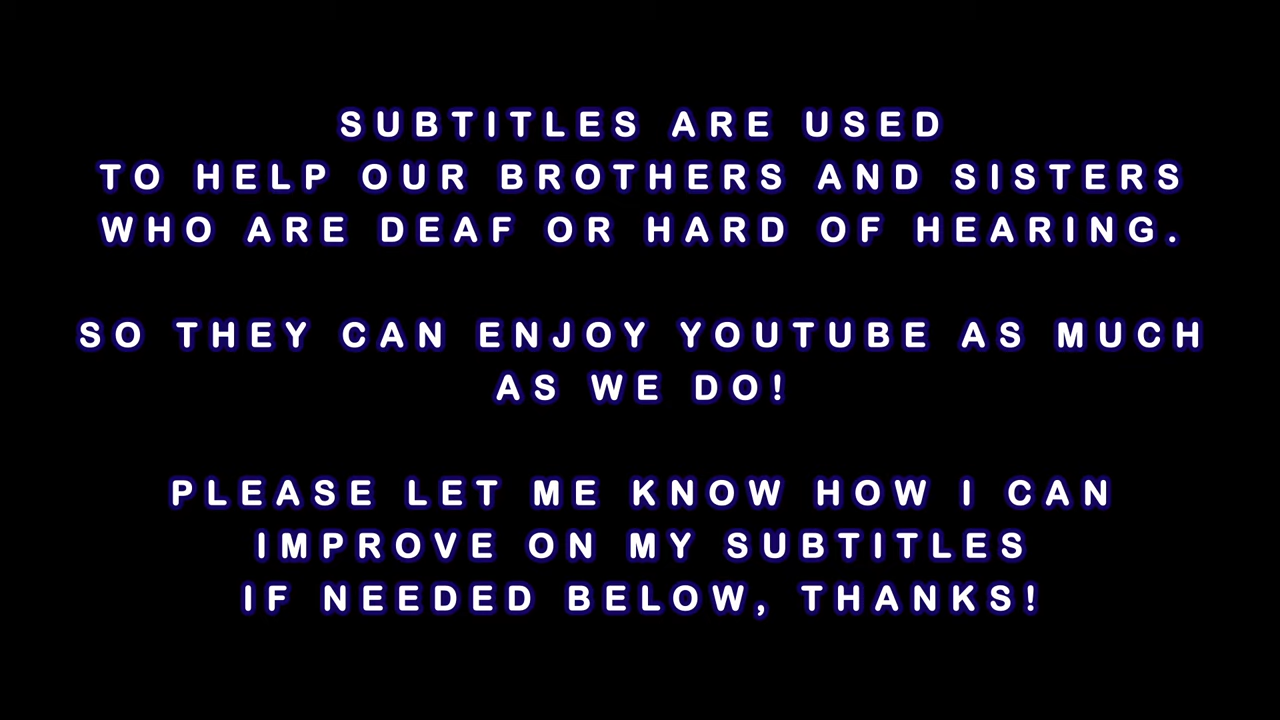 SUBTITLES ARE USED
TO HELP OUR BROTHERS AND SISTERS
WHO ARE DEAF OR HARD OF HEARING.
SO THEY CAN ENJOY YOUTUBE AS MUCH
AS WE DO!
PLEASE LET ME KNOW HOW I CAN
IMPROVE ON MY SUBTITLES
IF NEEDED BELOW, THANKS!